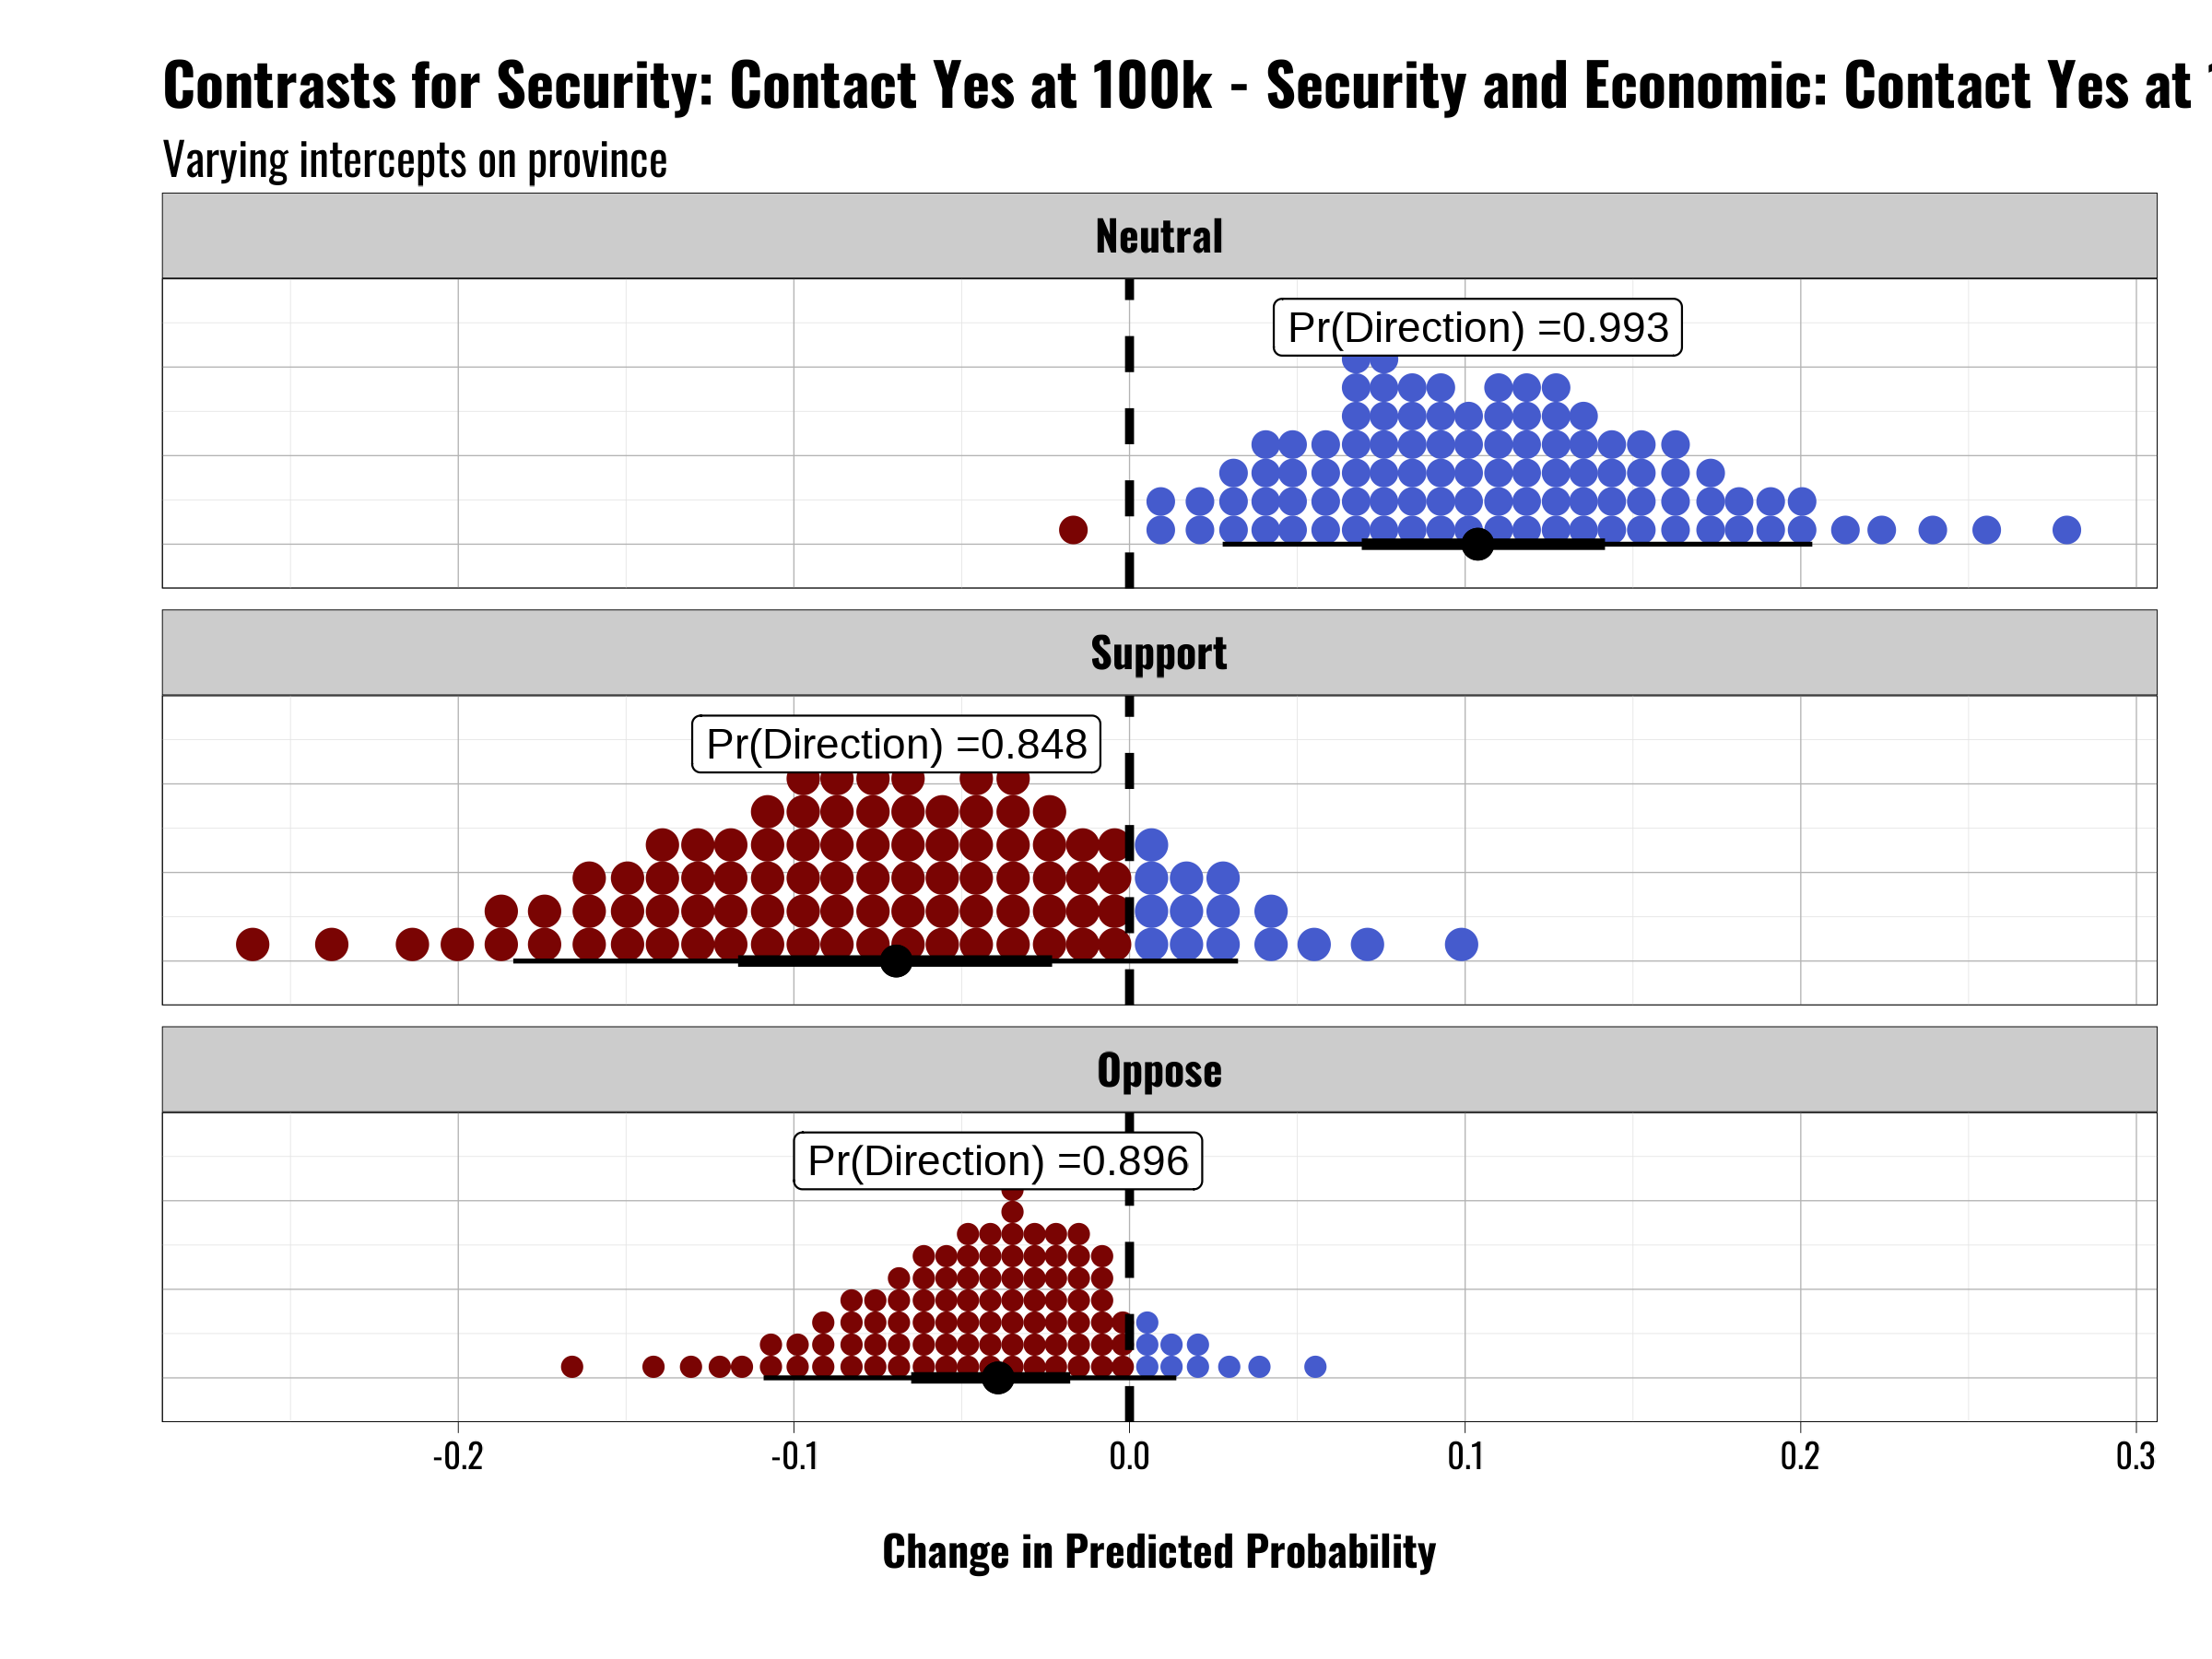 Contrasts for Security: Contact Yes at 100k - Security and Economic: Contact Yes at
Varying intercepts on province
Neutral
Pr(Direction) =0.993
Support
Pr(Direction) =0.848
Oppose
Pr(Direction) =0.896
-0.2 -0.1 0.0 0.1 0.2 0.3
Change in Predicted Probability